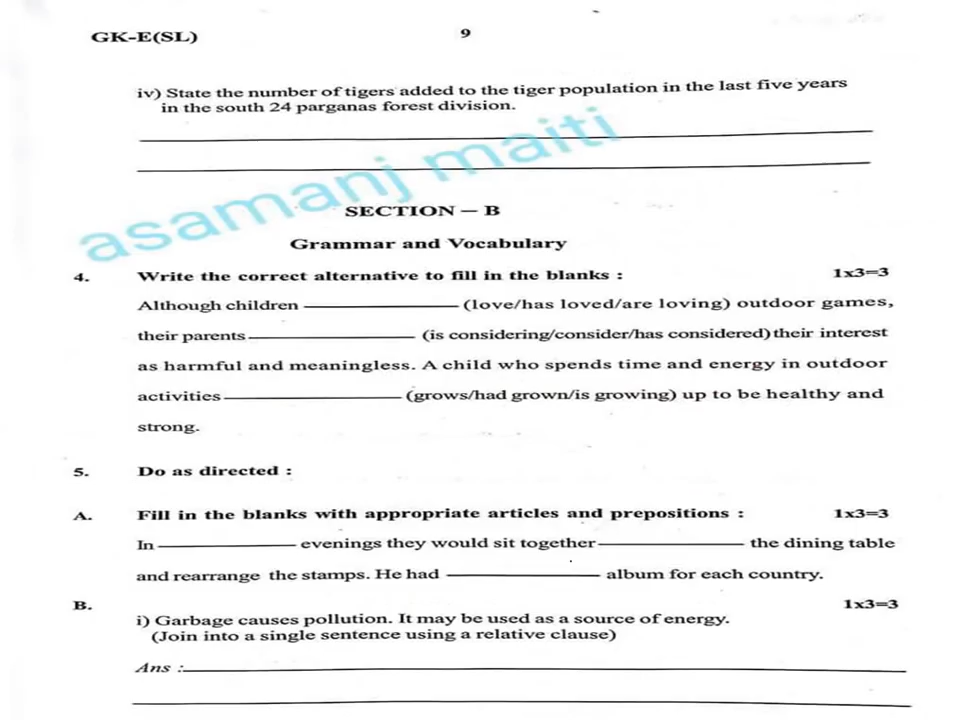 GK-E(SL)
9
iv) State the number of tigers added to the tiger population in the last five years
in the south 24 parganas forest division.
asamanj maiti
SECTION – B
Grammar and Vocabulary
4. Write the correct alternative to fill in the blanks : 1x3=3
Although children ____________ (love/has loved/are loving) outdoor games,
their parents ____________ (is considering/consider/has considered) their interest
as harmful and meaningless. A child who spends time and energy in outdoor
activities ____________ (grows/had grown/is growing) up to be healthy and
strong.
5. Do as directed :
A. Fill in the blanks with appropriate articles and prepositions : 1x3=3
In ____________ evenings they would sit together ____________ the dining table
and rearrange the stamps. He had ____________ album for each country.
B. 1x3=3
i) Garbage causes pollution. It may be used as a source of energy.
(Join into a single sentence using a relative clause)
Ans :